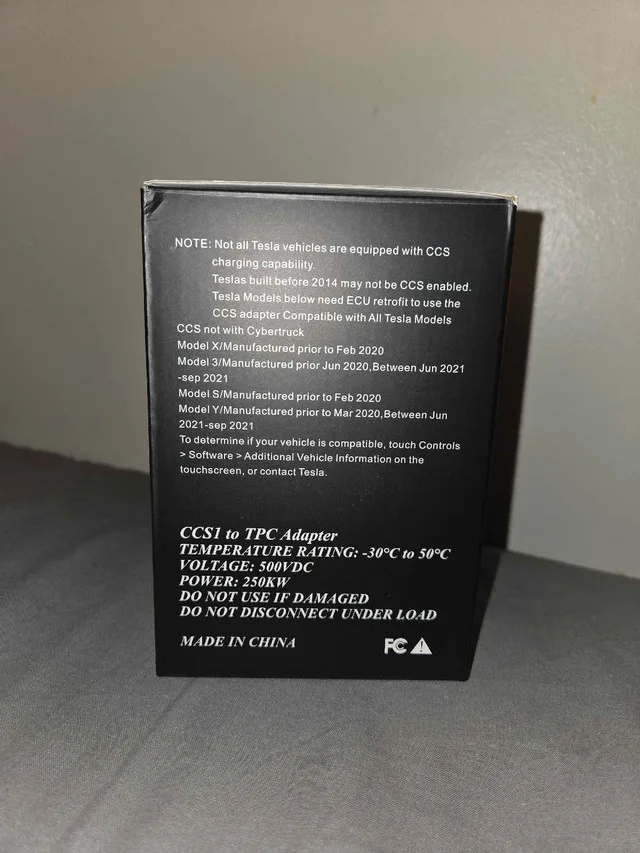 NOTE: Not all Tesla vehicles are equipped with CCS
charging capability.
Teslas built before 2014 may not be CCS enabled.
Tesla Models below need ECU retrofit to use the
CCS adapter Compatible with All Tesla Models
CCS not with Cybertruck
Model X/Manufactured prior to Feb 2020
Model 3/Manufactured prior Jun 2020,Between Jun 2021
-sep 2021
Model S/Manufactured prior to Feb 2020
Model Y/Manufactured prior to Mar 2020,Between Jun
2021-sep 2021
To determine if your vehicle is compatible, touch Controls
> Software > Additional Vehicle Information on the
touchscreen, or contact Tesla.
CCS1 to TPC Adapter
TEMPERATURE RATING: -30°C to 50°C
VOLTAGE: 500VDC
POWER: 250KW
DO NOT USE IF DAMAGED
DO NOT DISCONNECT UNDER LOAD
MADE IN CHINA FC